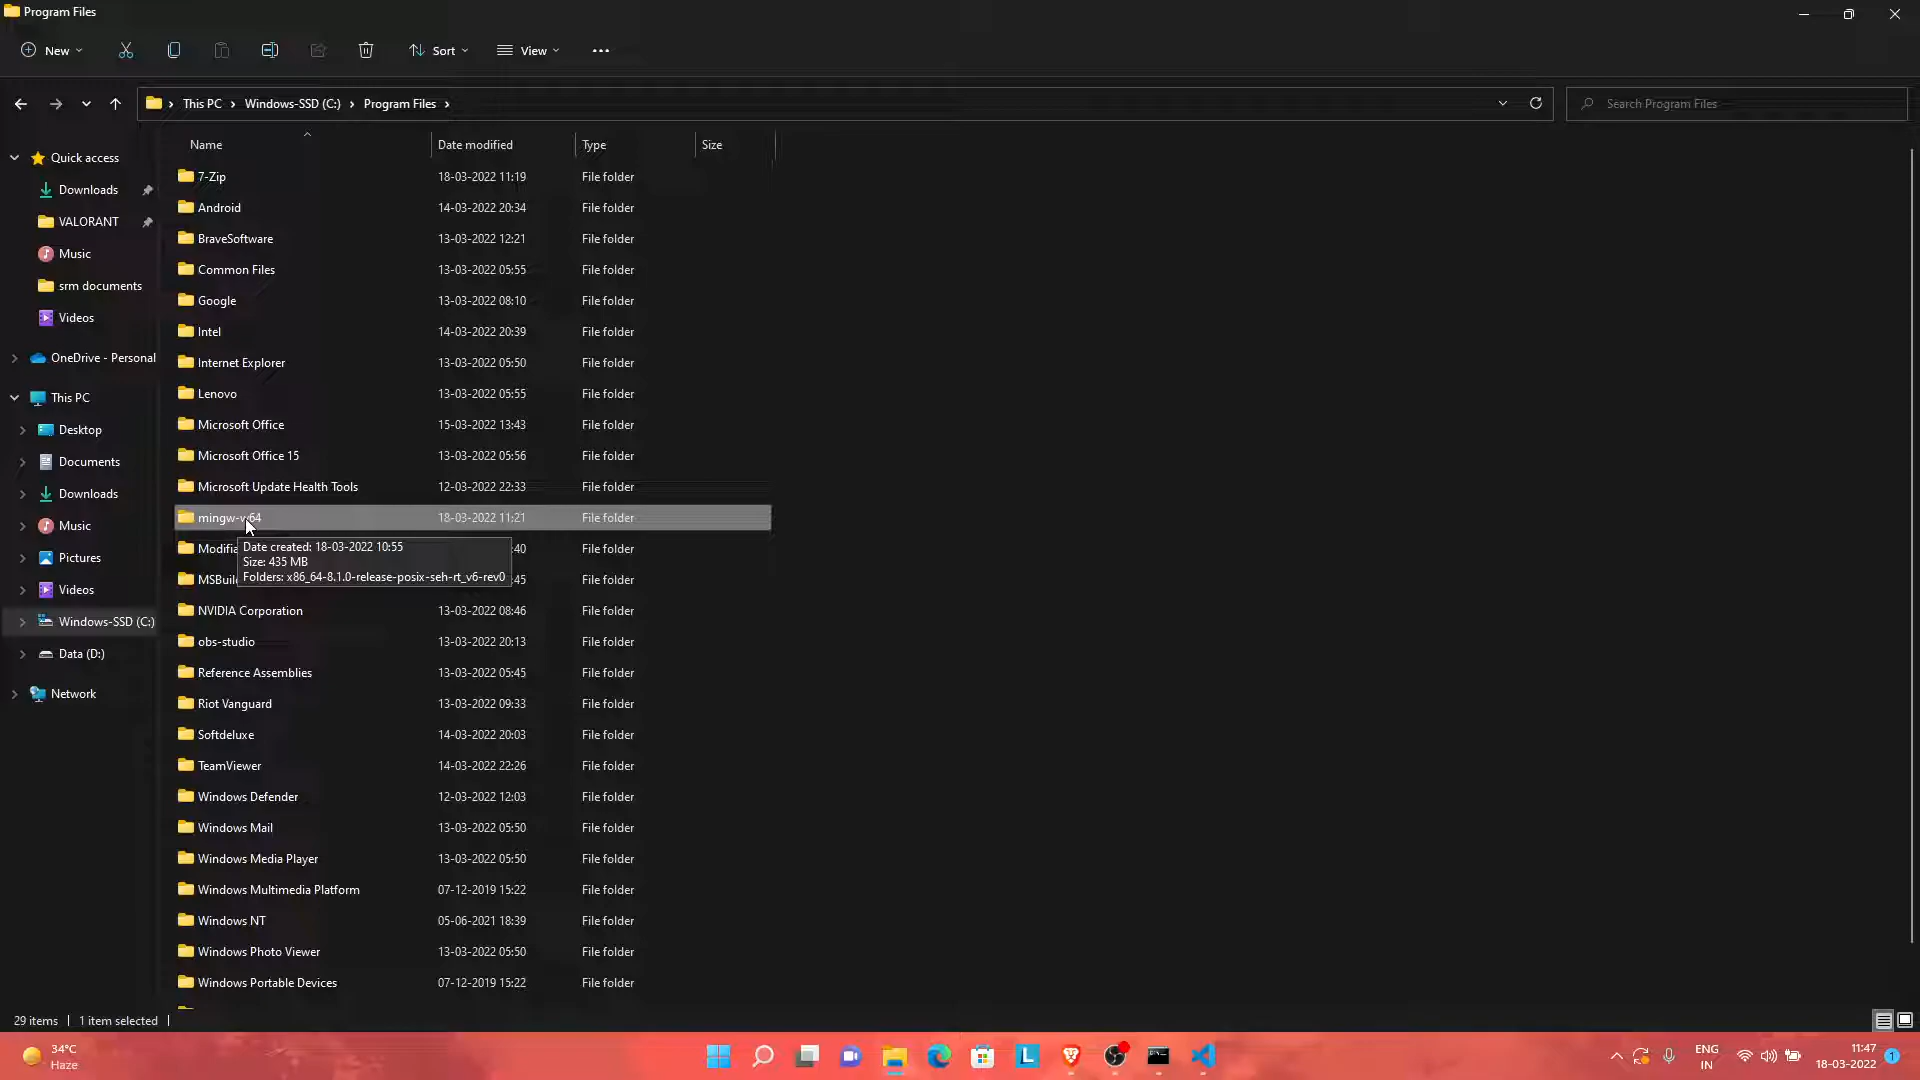 Program Files
New
Sort
View
This PC
Windows-SSD (C:)
Program Files
Search Program Files
Name
Date modified
Type
Size
Quick access
Downloads
VALORANT
Music
srm documents
Videos
OneDrive - Personal
This PC
Desktop
Documents
Downloads
Music
Pictures
Videos
Windows-SSD (C:)
Data (D:)
Network
7-Zip 18-03-2022 11:19 File folder
Android 14-03-2022 20:34 File folder
BraveSoftware 13-03-2022 12:21 File folder
Common Files 13-03-2022 05:55 File folder
Google 13-03-2022 08:10 File folder
Intel 14-03-2022 20:39 File folder
Internet Explorer 13-03-2022 05:50 File folder
Lenovo 13-03-2022 05:55 File folder
Microsoft Office 15-03-2022 13:43 File folder
Microsoft Office 15 13-03-2022 05:56 File folder
Microsoft Update Health Tools 12-03-2022 22:33 File folder
mingw-w64 18-03-2022 11:21 File folder
Modifia :40 File folder
Date created: 18-03-2022 10:55
Size: 435 MB
Folders: x86_64-8.1.0-release-posix-seh-rt_v6-rev0
MSBuil :45 File folder
NVIDIA Corporation 13-03-2022 08:46 File folder
obs-studio 13-03-2022 20:13 File folder
Reference Assemblies 13-03-2022 05:45 File folder
Riot Vanguard 13-03-2022 09:33 File folder
Softdeluxe 14-03-2022 20:03 File folder
TeamViewer 14-03-2022 22:26 File folder
Windows Defender 12-03-2022 12:03 File folder
Windows Mail 13-03-2022 05:50 File folder
Windows Media Player 13-03-2022 05:50 File folder
Windows Multimedia Platform 07-12-2019 15:22 File folder
Windows NT 05-06-2021 18:39 File folder
Windows Photo Viewer 13-03-2022 05:50 File folder
Windows Portable Devices 07-12-2019 15:22 File folder
29 items
1 item selected
34°C
Haze
L
ENG
IN
11:47
18-03-2022
1